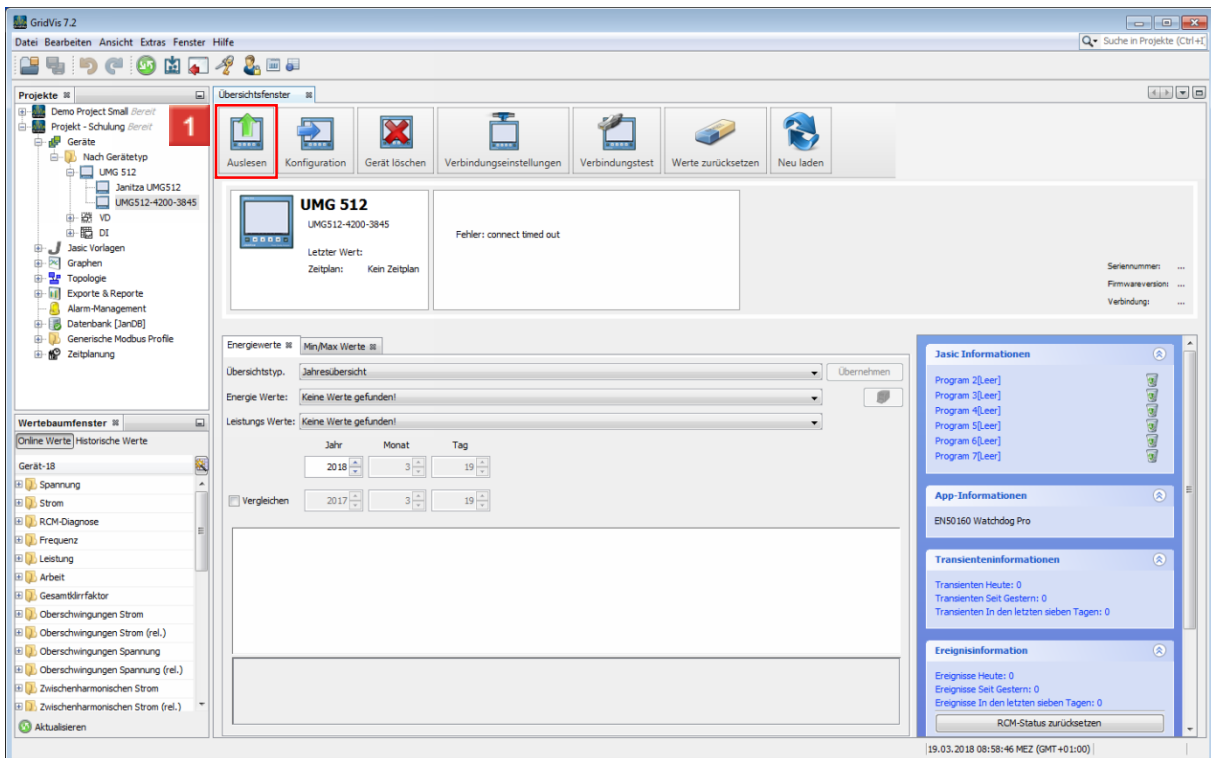 GridVis 7.2
Datei Bearbeiten Ansicht Extras Fenster Hilfe
Suche in Projekte (Ctrl+I
Projekte
Demo Project Small Bereit
Projekt - Schulung Bereit
1
Geräte
Nach Gerätetyp
UMG 512
Janitza UMG512
UMG512-4200-3845
VD
DI
Jasic Vorlagen
Graphen
Topologie
Exporte & Reporte
Alarm-Management
Datenbank [JanDB]
Generische Modbus Profile
Zeitplanung
Wertebaumfenster
Online Werte Historische Werte
Gerät-18
Spannung
Strom
RCM-Diagnose
Frequenz
Leistung
Arbeit
Gesamtklirrfaktor
Oberschwingungen Strom
Oberschwingungen Strom (rel.)
Oberschwingungen Spannung
Oberschwingungen Spannung (rel.)
Zwischenharmonischen Strom
Zwischenharmonischen Strom (rel.)
Aktualisieren
Übersichtsfenster
Auslesen Konfiguration Gerät löschen Verbindungseinstellungen Verbindungstest Werte zurücksetzen Neu laden
UMG 512
UMG512-4200-3845
Letzter Wert:
Zeitplan: Kein Zeitplan
Fehler: connect timed out
Seriennummer: ...
Firmwareversion: ...
Verbindung: ...
Energiewerte Min/Max Werte
Übersichtstyp. Jahresübersicht Übernehmen
Energie Werte: Keine Werte gefunden!
Leistungs Werte: Keine Werte gefunden!
Jahr Monat Tag
2018 3 19
Vergleichen 2017 3 19
Jasic Informationen
Program 2[Leer]
Program 3[Leer]
Program 4[Leer]
Program 5[Leer]
Program 6[Leer]
Program 7[Leer]
App-Informationen
EN50160 Watchdog Pro
Transienteninformationen
Transienten Heute: 0
Transienten Seit Gestern: 0
Transienten In den letzten sieben Tagen: 0
Ereignisinformation
Ereignisse Heute: 0
Ereignisse Seit Gestern: 0
Ereignisse In den letzten sieben Tagen: 0
RCM-Status zurücksetzen
19.03.2018 08:58:46 MEZ (GMT+01:00)